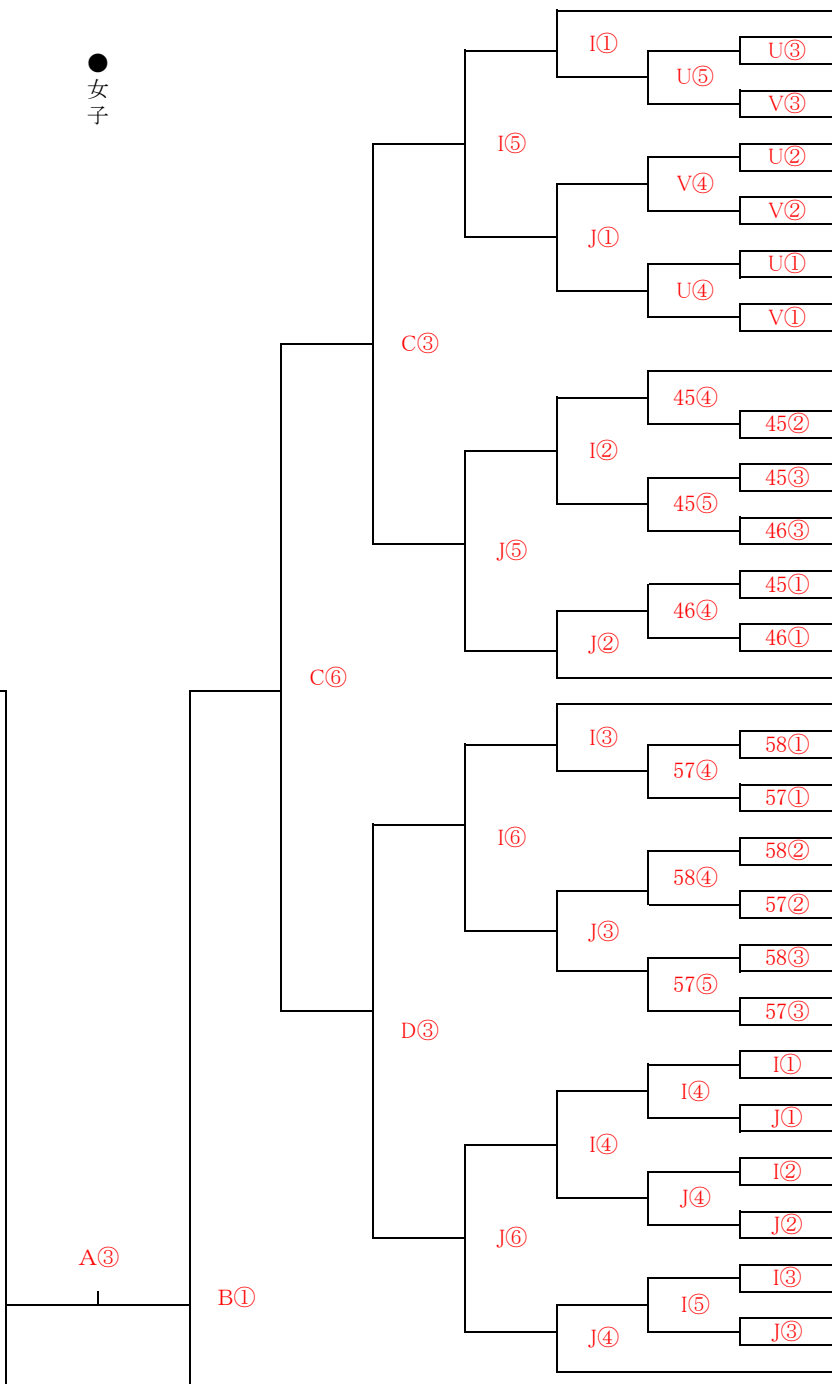 ●女子
I①
U③
U⑤
V③
I⑤
U②
V④
V②
J①
U①
U④
V①
C③
45④
45②
I②
45③
45⑤
46③
J⑤
45①
46④
46①
J②
C⑥
I③
58①
57④
57①
I⑥
58②
58④
57②
J③
58③
57⑤
57③
D③
I①
I④
J①
I④
I②
J④
J②
J⑥
A③
I③
B①
I⑤
J③
J④